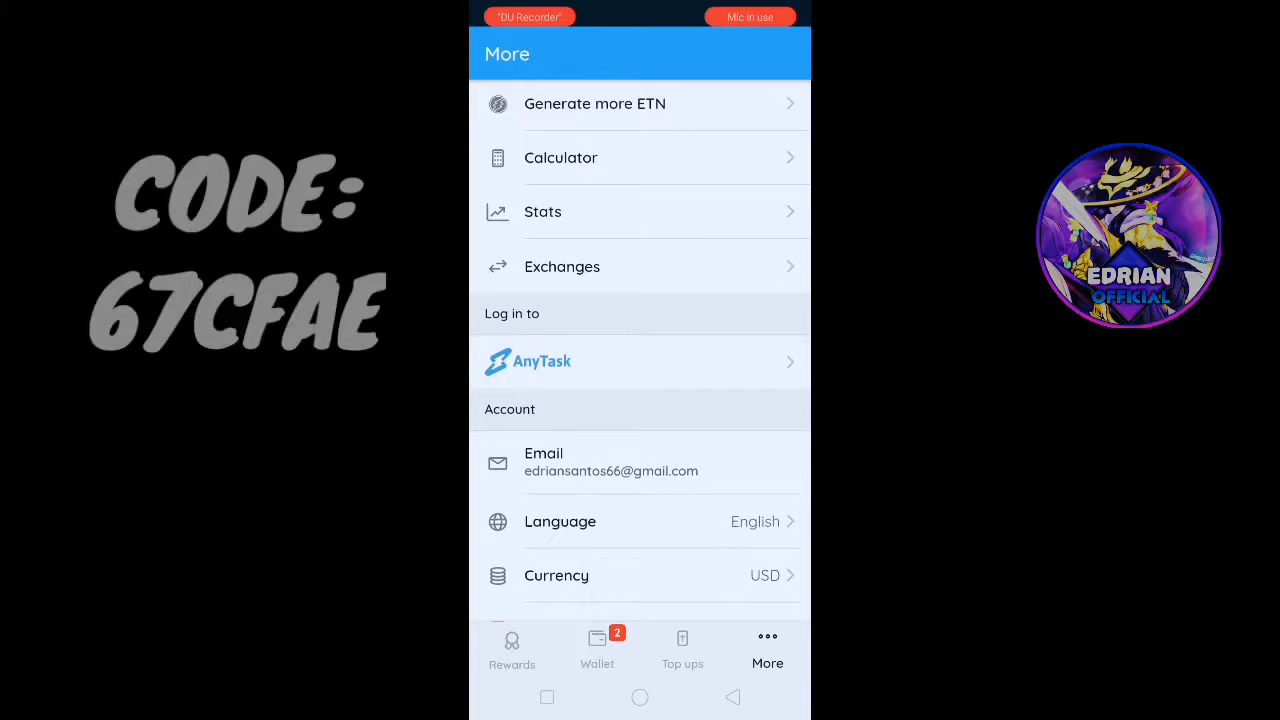 "DU Recorder"
Mic in use
More
Generate more ETN
Calculator
Stats
Exchanges
Log in to
AnyTask
Account
Email
edriansantos66@gmail.com
Language
English
Currency
USD
Rewards
Wallet
2
Top ups
More
CODE:
67CFAE
EDRIAN
OFFICIAL